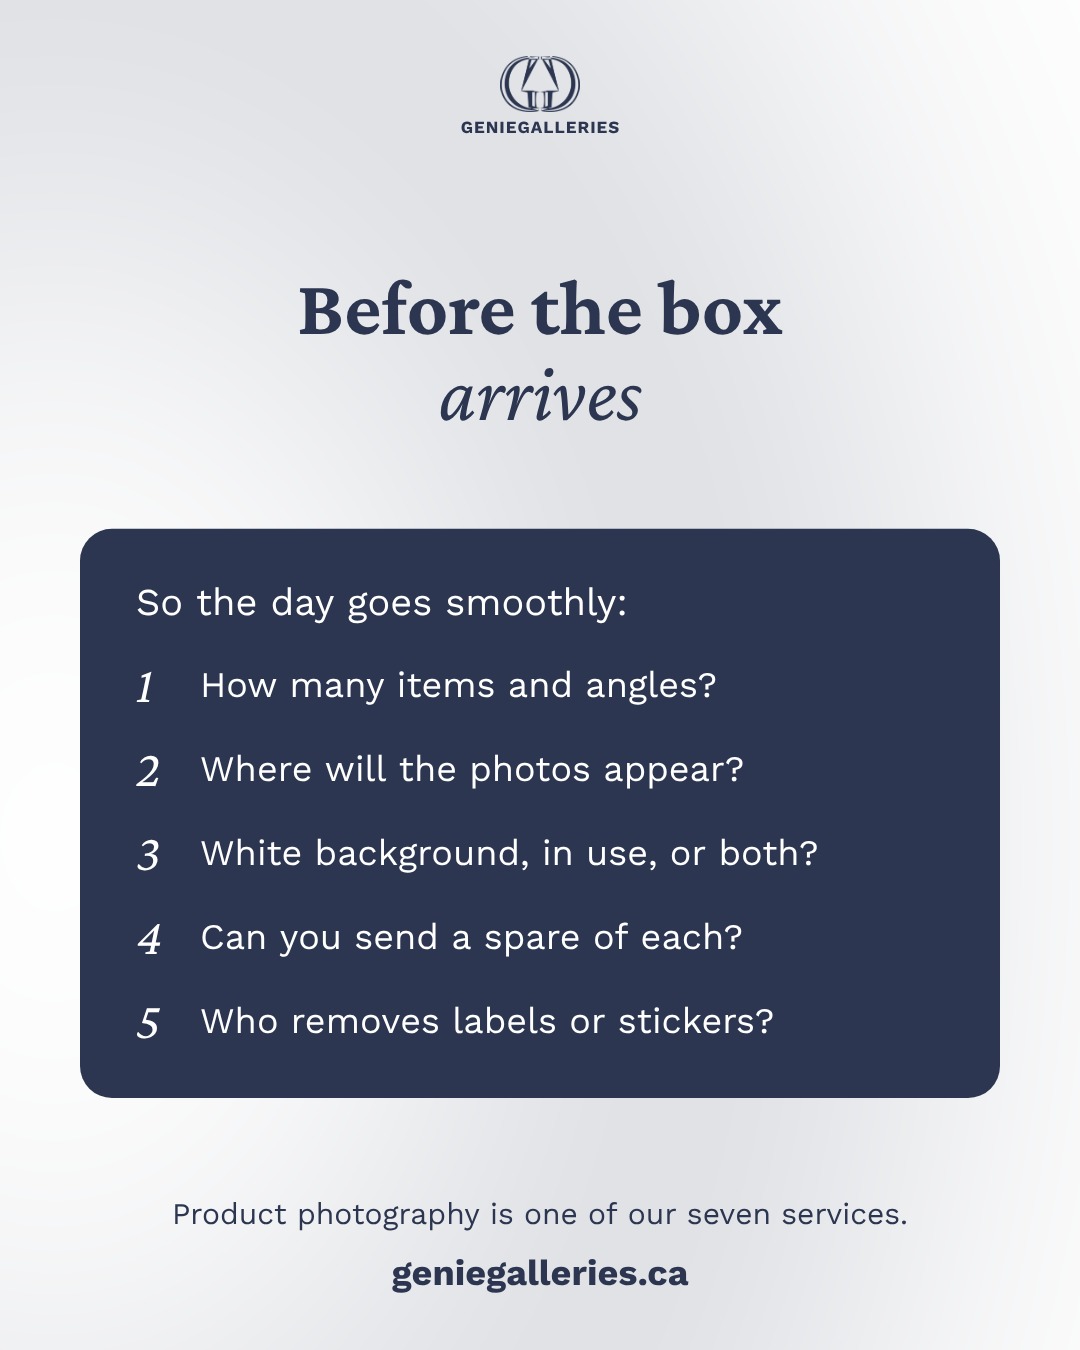 GENIEGALLERIES
Before the box
arrives
So the day goes smoothly:
1 How many items and angles?
2 Where will the photos appear?
3 White background, in use, or both?
4 Can you send a spare of each?
5 Who removes labels or stickers?
Product photography is one of our seven services.
geniegalleries.ca